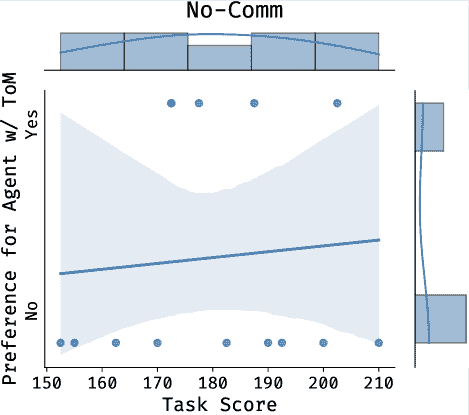 No-Comm
Preference for Agent w/ ToM
Yes
No
150 160 170 180 190 200 210
Task Score